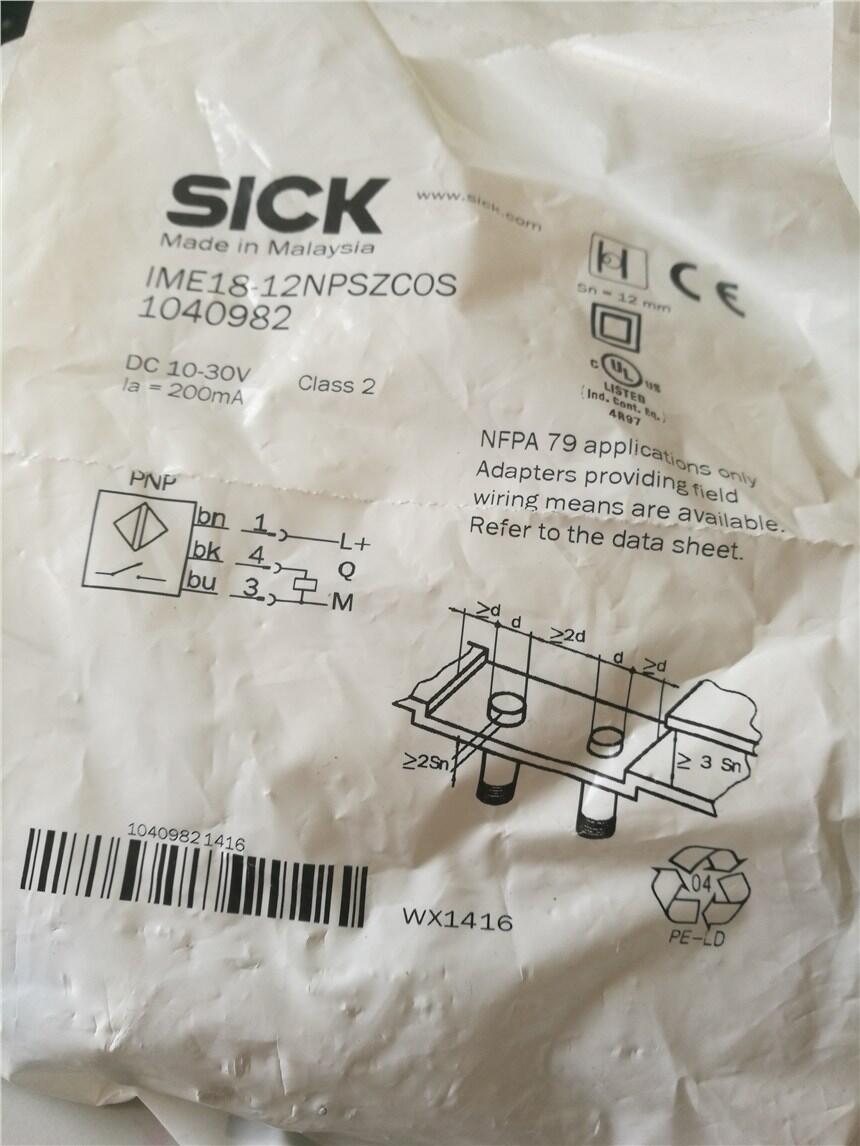 SICK
www.sick.com
Made in Malaysia
IME18-12NPSZC0S
1040982
Sn = 12 mm
CE
DC 10-30V
Ia = 200mA
Class 2
c UL us
LISTED
(Ind. Cont. Eq.)
4R97
NFPA 79 applications only
Adapters providing field
wiring means are available.
Refer to the data sheet.
PNP
bn 1 L+
bk 4 Q
bu 3 M
≥d d ≥2d d ≥d
≥2Sn
≥ 3 Sn
10409821416
WX1416
04
PE-LD